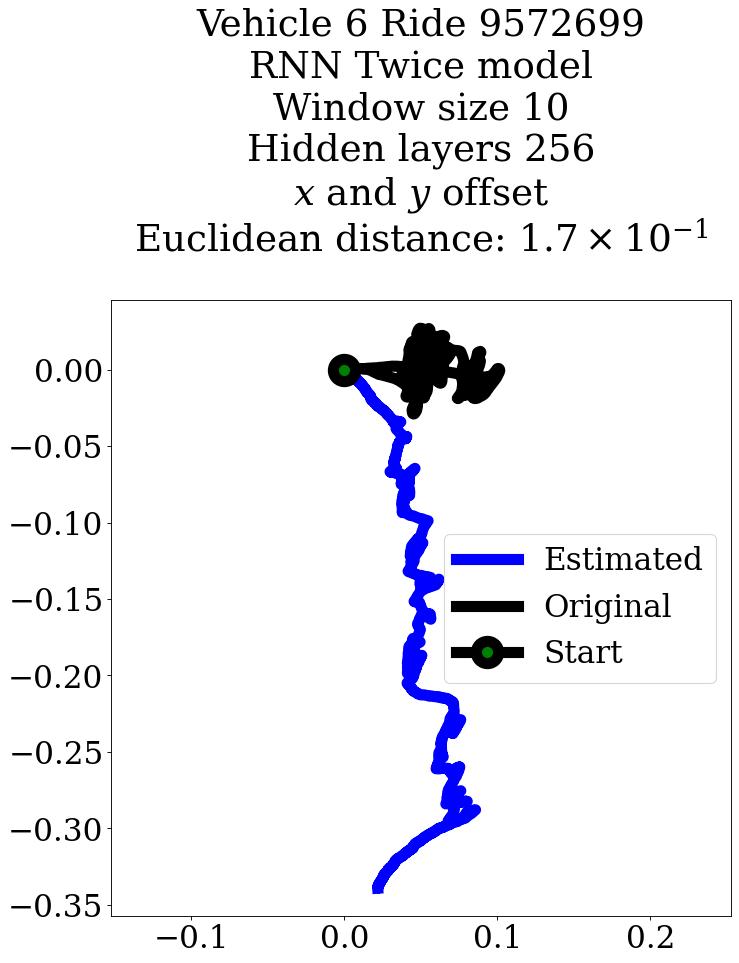 Vehicle 6 Ride 9572699
RNN Twice model
Window size 10
Hidden layers 256
x and y offset
Euclidean distance: 1.7 × 10⁻¹
0.00
−0.05
−0.10
−0.15
−0.20
−0.25
−0.30
−0.35
Estimated
Original
Start
−0.1
0.0
0.1
0.2